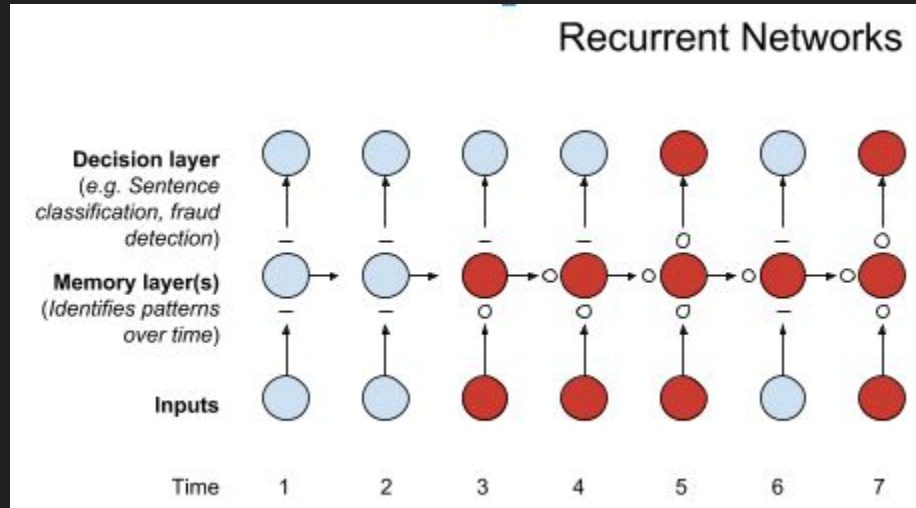 Recurrent Networks
Decision layer
(e.g. Sentence
classification, fraud
detection)
Memory layer(s)
(Identifies patterns
over time)
Inputs
Time 1 2 3 4 5 6 7